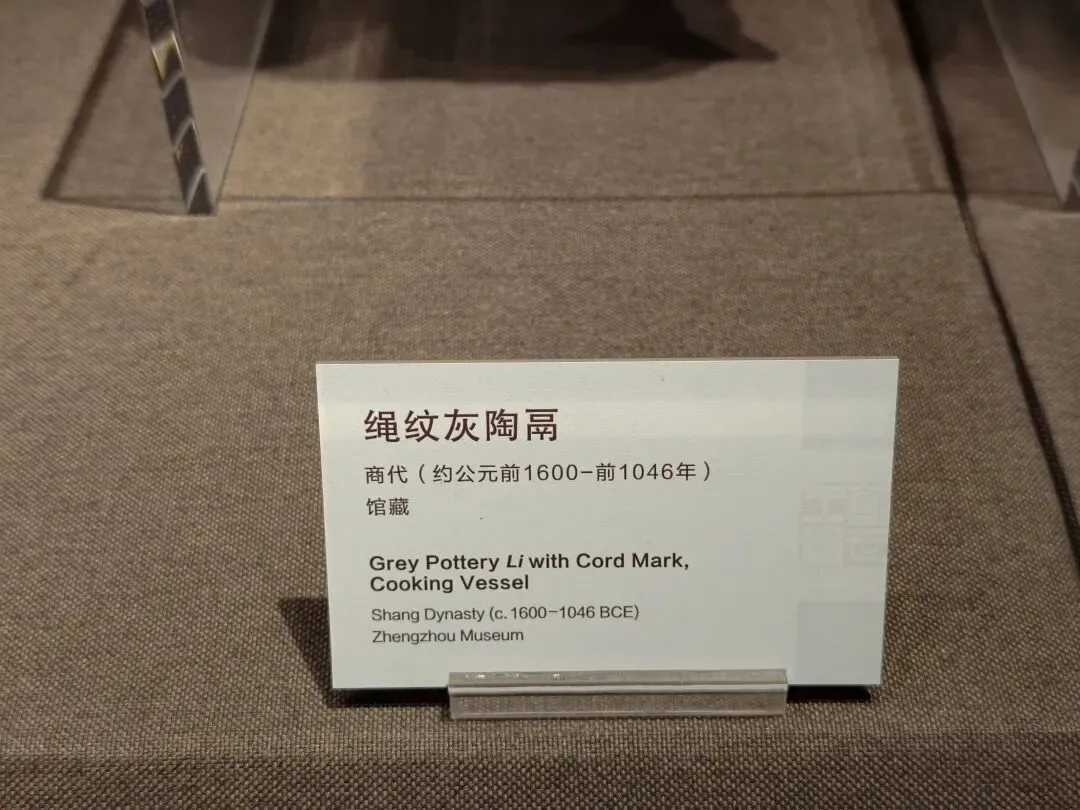 绳纹灰陶鬲
商代（约公元前1600-前1046年）
馆藏
Grey Pottery Li with Cord Mark,
Cooking Vessel
Shang Dynasty (c. 1600-1046 BCE)
Zhengzhou Museum